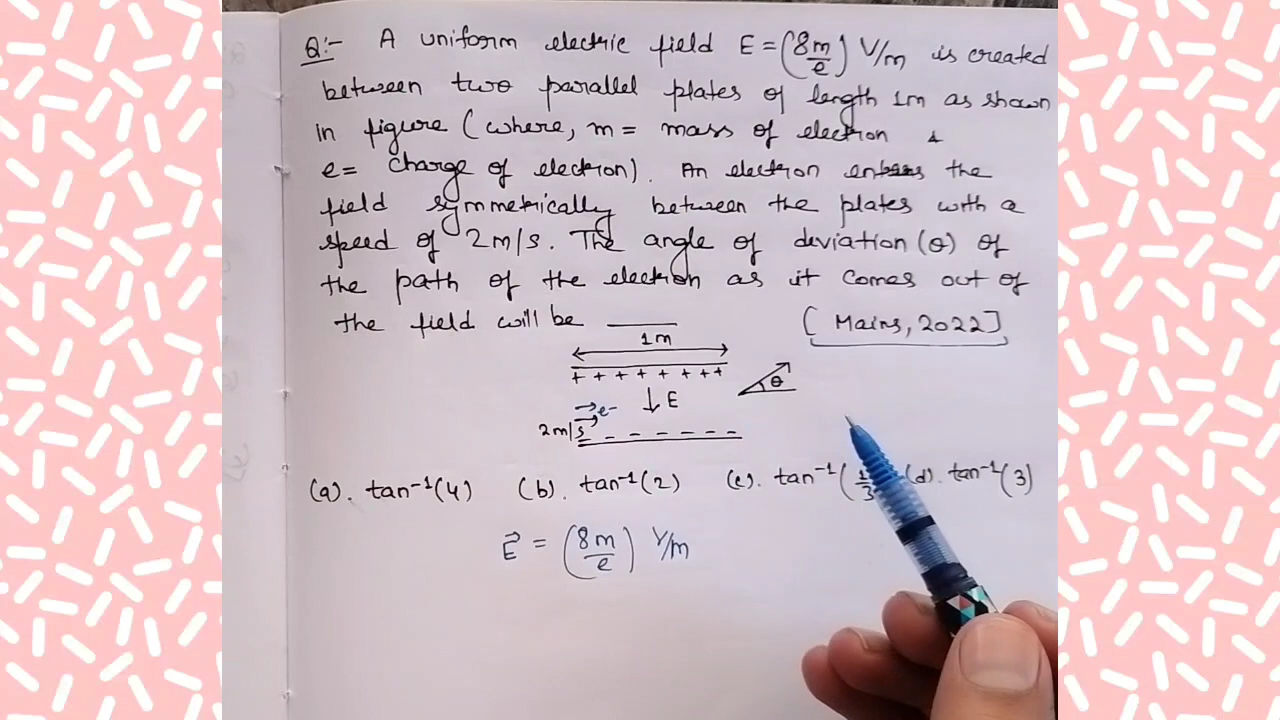 Q:- A uniform electric field E = (8m/e) V/m is created
between two parallel plates of length 1m as shown
in figure (where, m = mass of electron &
e = charge of electron). An electron enters the
field symmetrically between the plates with a
speed of 2m/s. The angle of deviation (θ) of
the path of the electron as it comes out of
the field will be ______
[Mains, 2022]
1m
+ + + + + + + +
θ
↓ E
→ e-
2m/s
- - - - - -
(a). tan⁻¹(4) (b). tan⁻¹(2) (c). tan⁻¹(1/3 (d). tan⁻¹(3)
E⃗ = (8m/e) V/m